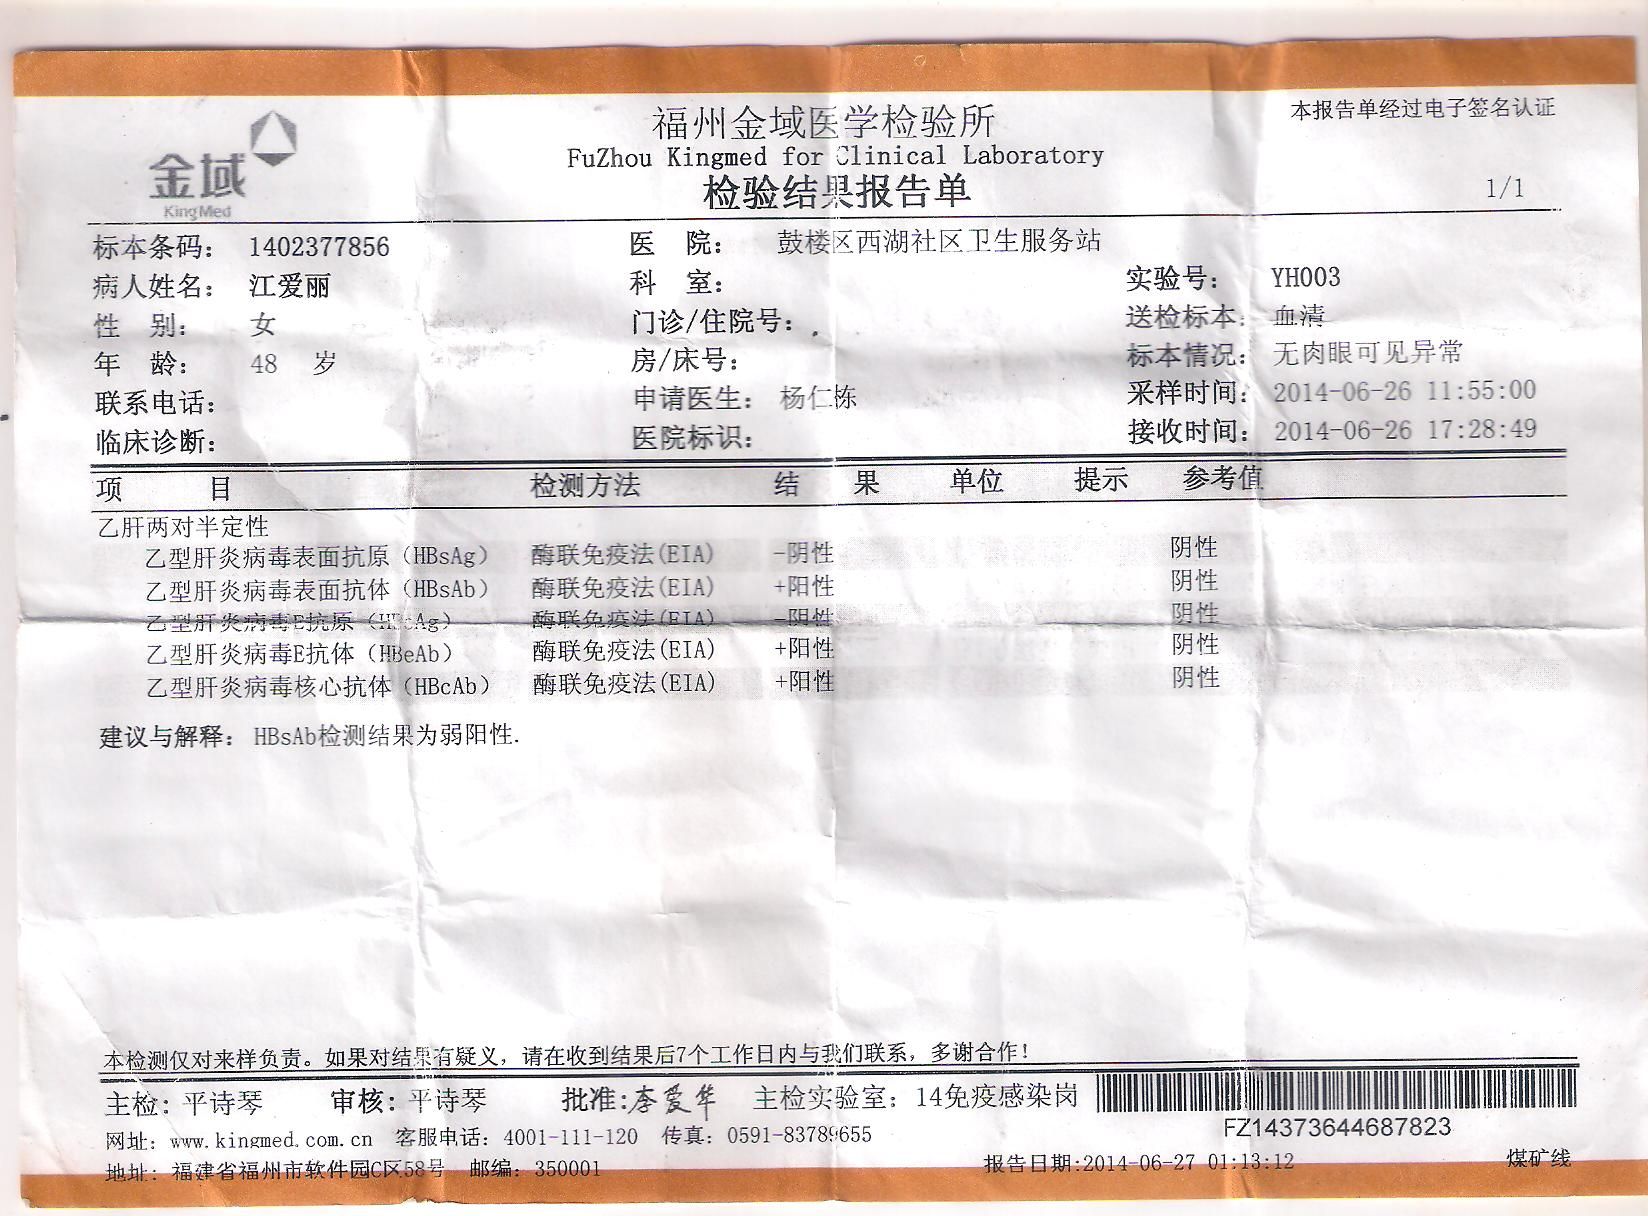 本报告单经过电子签名认证
金域
KingMed
福州金域医学检验所
FuZhou Kingmed for Clinical Laboratory
检验结果报告单
1/1
标本条码： 1402377856 医 院： 鼓楼区西湖社区卫生服务站
病人姓名： 江爱丽 科 室： 实验号： YH003
性 别： 女 门诊/住院号： 送检标本： 血清
年 龄： 48 岁 房/床号： 标本情况： 无肉眼可见异常
联系电话： 申请医生： 杨仁栋 采样时间： 2014-06-26 11:55:00
临床诊断： 医院标识： 接收时间： 2014-06-26 17:28:49
项 目 检测方法 结 果 单位 提示 参考值
乙肝两对半定性
乙型肝炎病毒表面抗原（HBsAg） 酶联免疫法(EIA) -阴性 阴性
乙型肝炎病毒表面抗体（HBsAb） 酶联免疫法(EIA) +阳性 阴性
乙型肝炎病毒E抗原（HBeAg） 酶联免疫法(EIA) -阴性 阴性
乙型肝炎病毒E抗体（HBeAb） 酶联免疫法(EIA) +阳性 阴性
乙型肝炎病毒核心抗体（HBcAb） 酶联免疫法(EIA) +阳性 阴性
建议与解释： HBsAb检测结果为弱阳性.
本检测仅对来样负责。如果对结果有疑义，请在收到结果后7个工作日内与我们联系，多谢合作！
主检：平诗琴 审核：平诗琴 批准：李爱华 主检实验室：14免疫感染岗
FZ14373644687823
网址：www.kingmed.com.cn 客服电话：4001-111-120 传真：0591-83789655
地址：福建省福州市软件园C区58号 邮编：350001 报告日期:2014-06-27 01:13:12 煤矿线